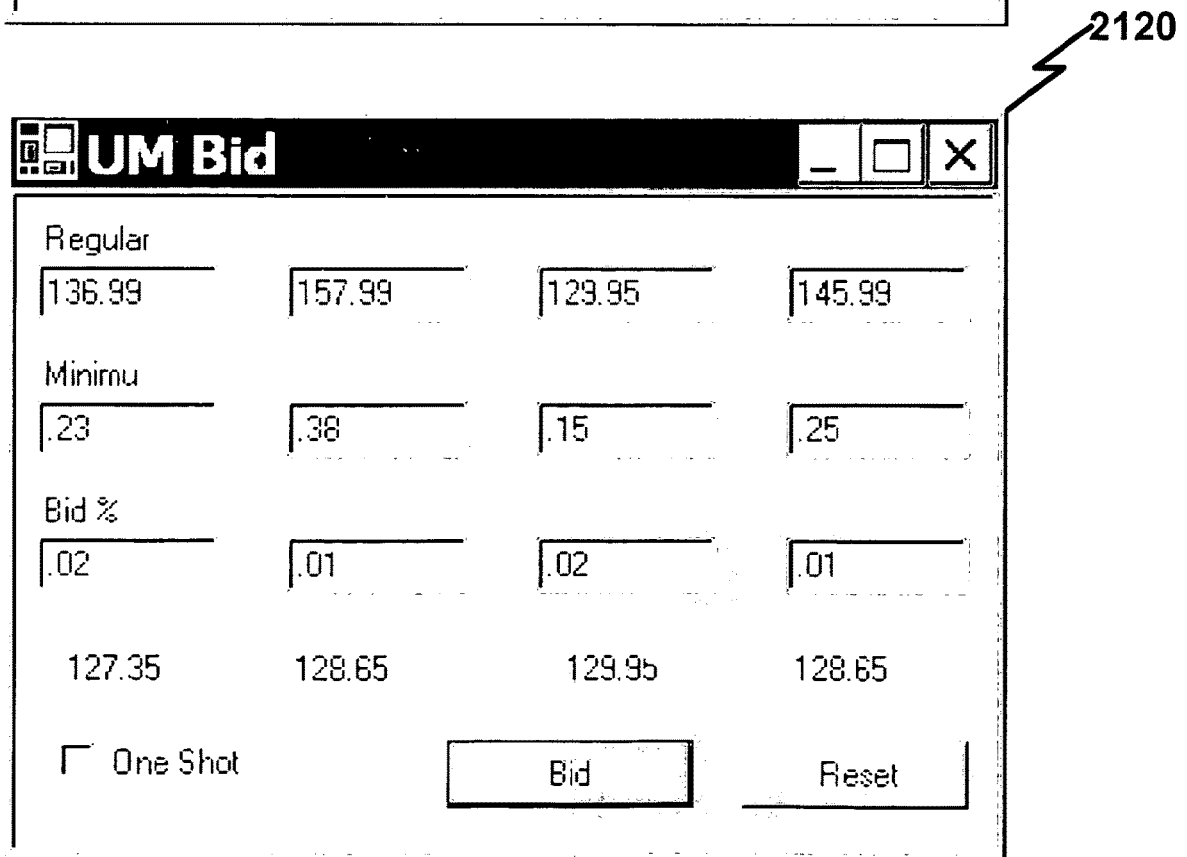 2120
UM Bid
Regular
136.99 157.99 129.95 145.99
Minimu
.23 .38 .15 .25
Bid %
.02 .01 .02 .01
127.35 128.65 129.95 128.65
One Shot Bid Reset